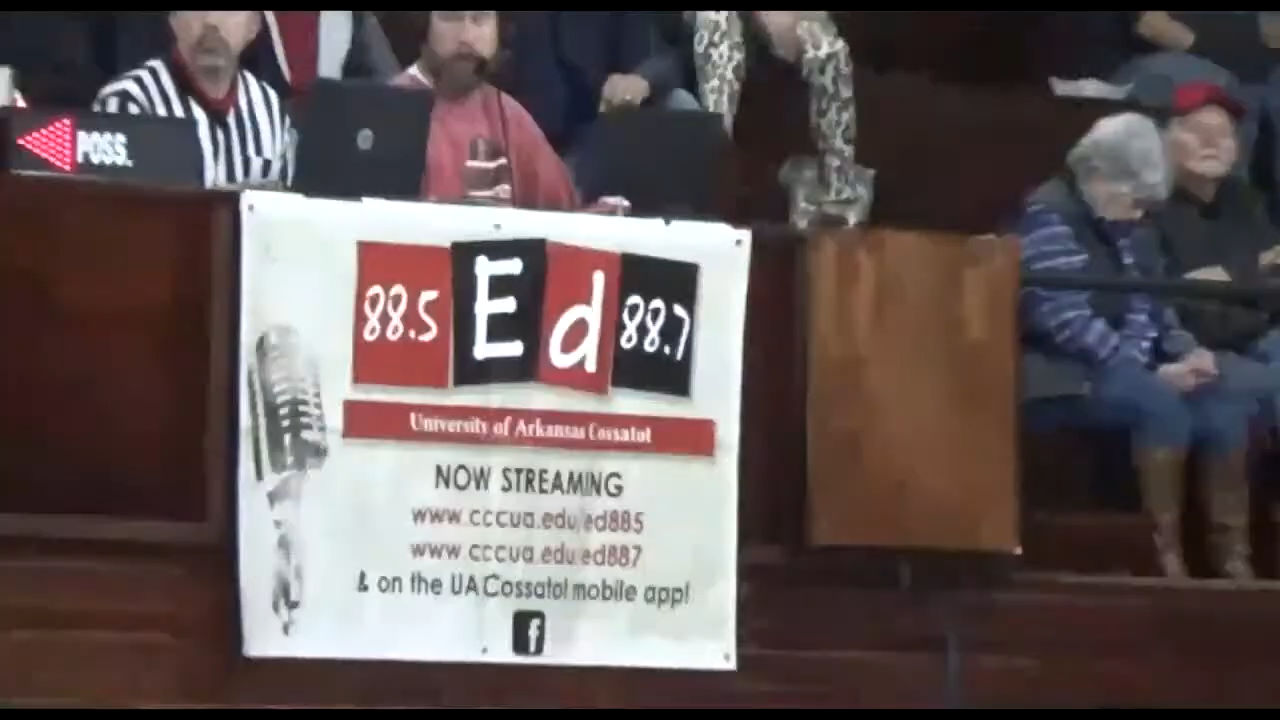 POSS.
88.5 Ed 88.7
University of Arkansas Cossatot
NOW STREAMING
www.cccua.edu/ed885
www.cccua.edu/ed887
& on the UA Cossatot mobile app!
f